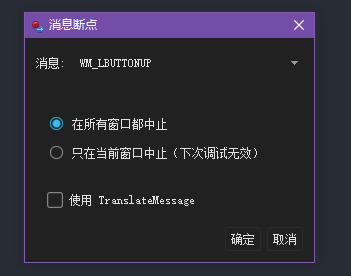 消息断点
消息: WM_LBUTTONUP
在所有窗口都中止
只在当前窗口中止（下次调试无效）
使用 TranslateMessage
确定 取消